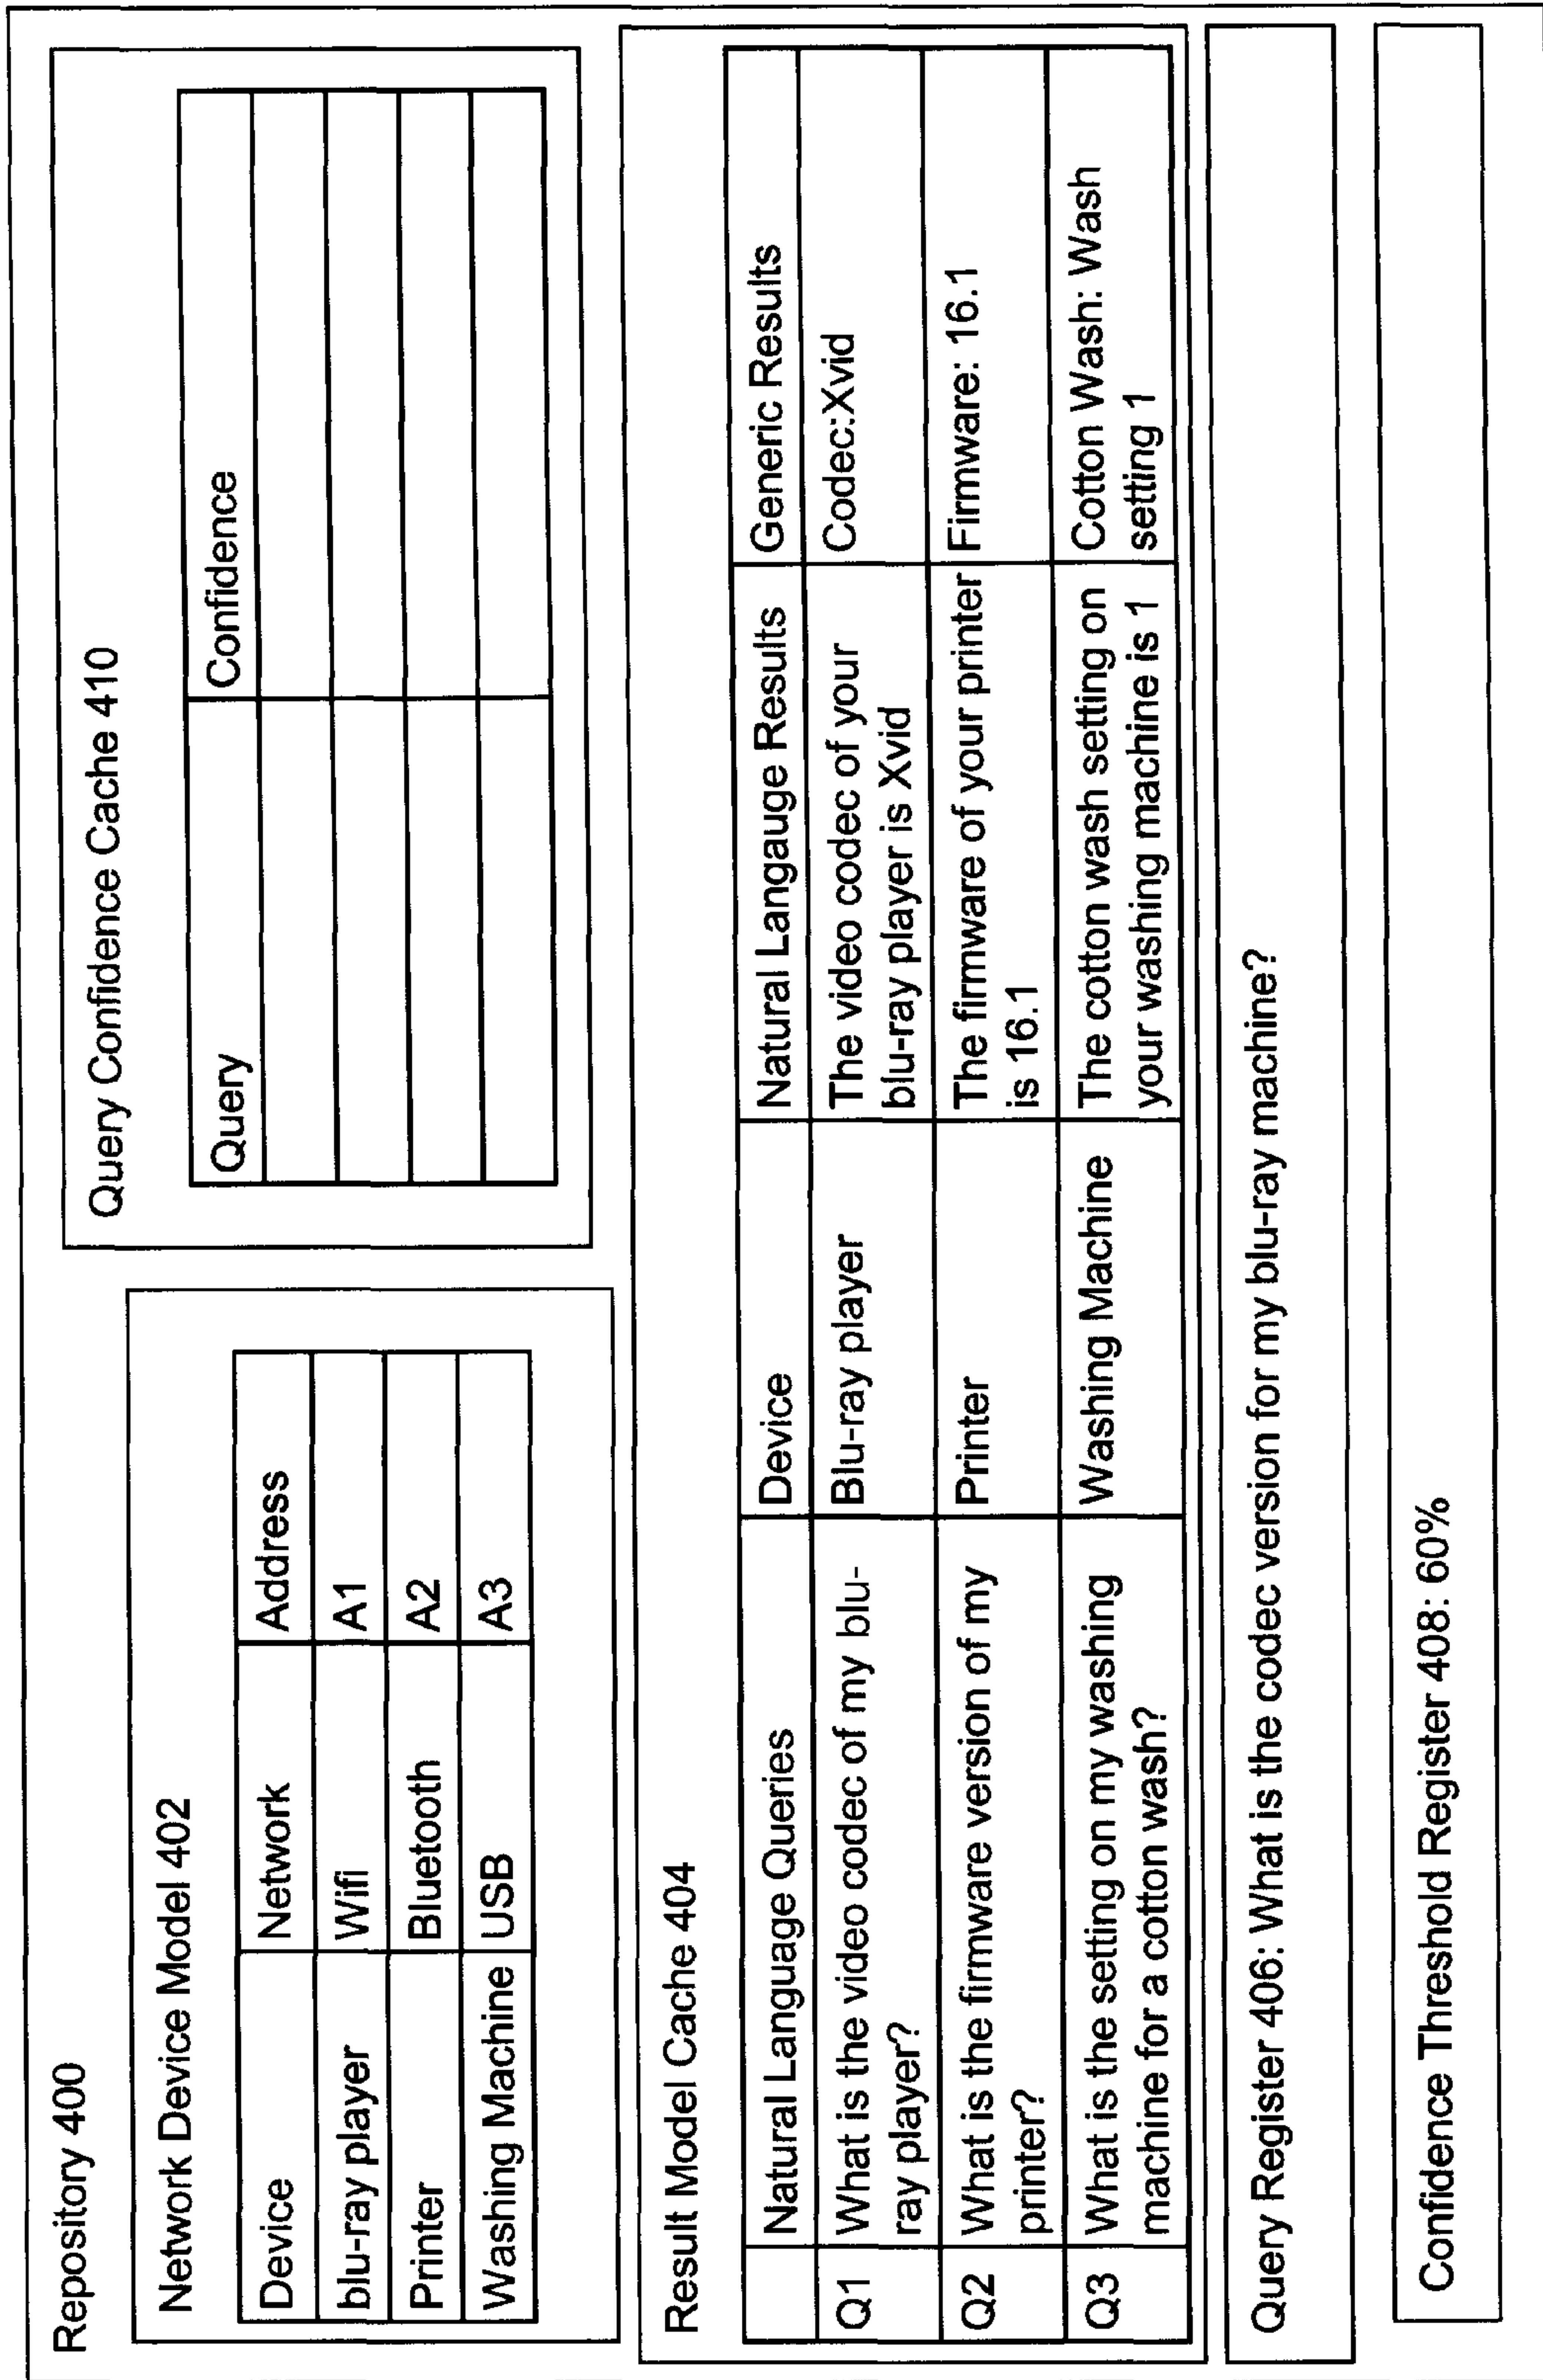 Repository 400
Network Device Model 402
Device Network Address
blu-ray player Wifi A1
Printer Bluetooth A2
Washing Machine USB A3
Query Confidence Cache 410
Query Confidence
Result Model Cache 404
Natural Language Queries Device Natural Langauge Results Generic Results
Q1 What is the video codec of my blu- Blu-ray player The video codec of your Codec:Xvid
ray player? blu-ray player is Xvid
Q2 What is the firmware version of my Printer The firmware of your printer Firmware: 16.1
printer? is 16.1
Q3 What is the setting on my washing Washing Machine The cotton wash setting on Cotton Wash: Wash
machine for a cotton wash? your washing machine is 1 setting 1
Query Register 406: What is the codec version for my blu-ray machine?
Confidence Threshold Register 408: 60%